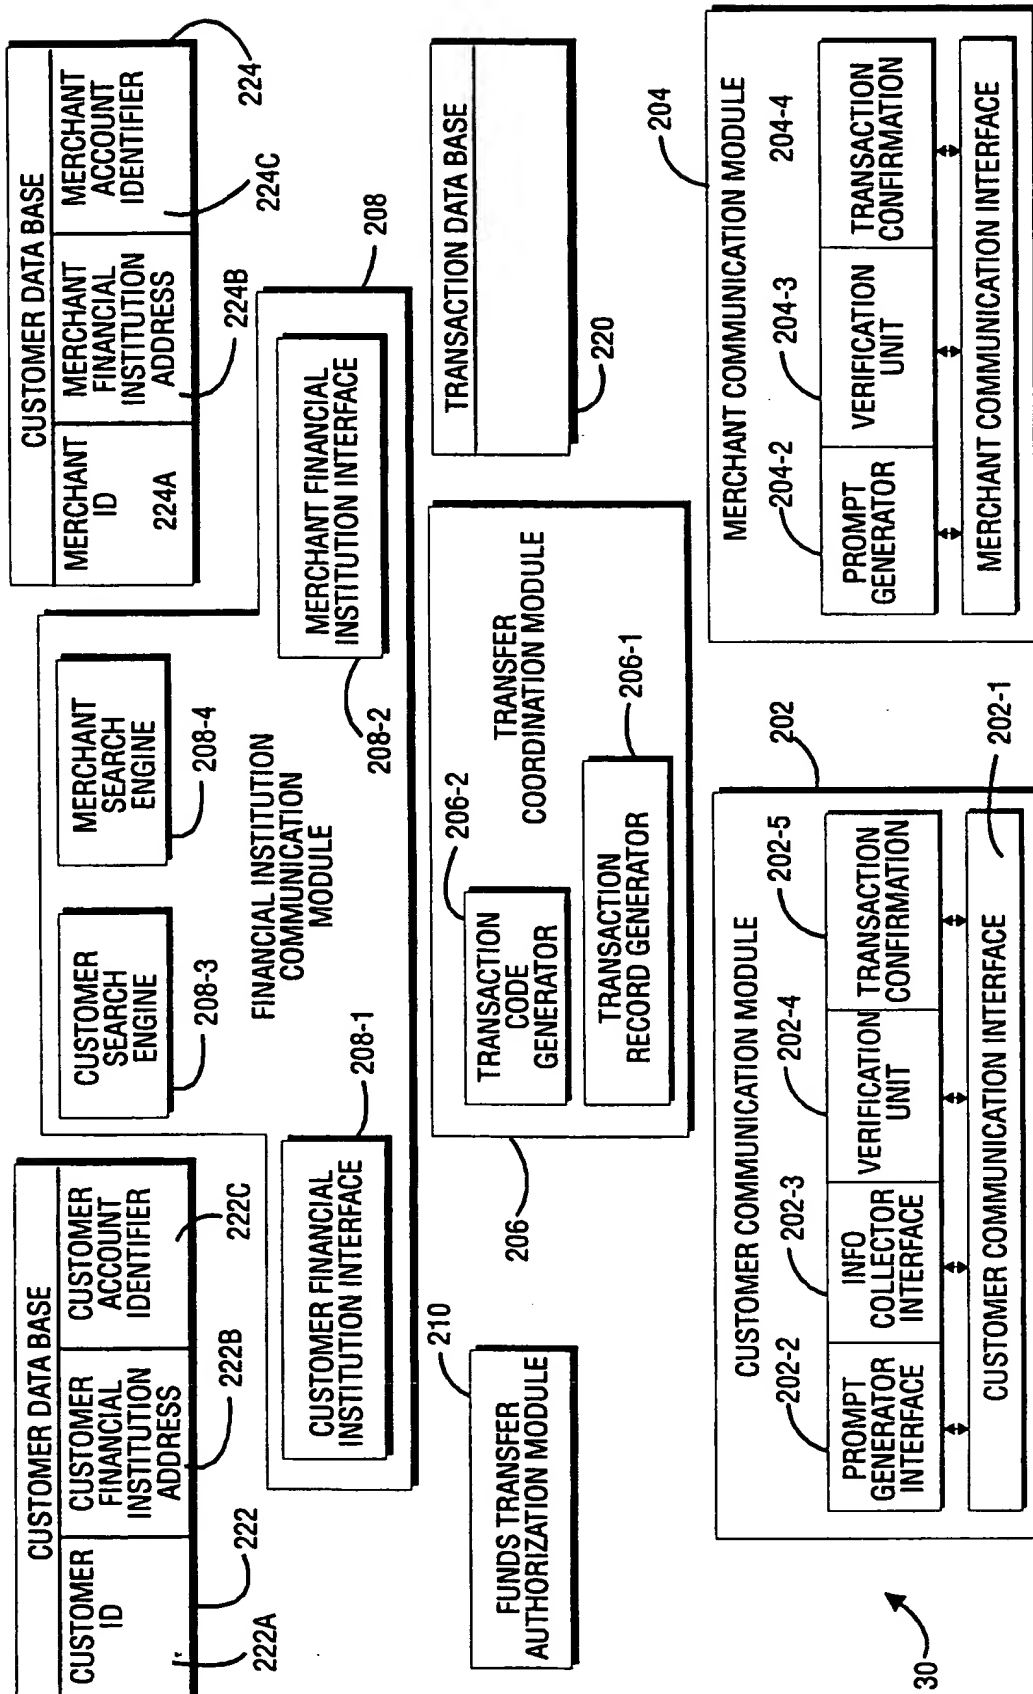 CUSTOMER DATA BASE
CUSTOMER
ID
CUSTOMER
FINANCIAL
INSTITUTION
ADDRESS
CUSTOMER
ACCOUNT
IDENTIFIER
222A
222
222B
222C
CUSTOMER
SEARCH
ENGINE
208-3
MERCHANT
SEARCH
ENGINE
208-4
CUSTOMER DATA BASE
MERCHANT
ID
224A
MERCHANT
FINANCIAL
INSTITUTION
ADDRESS
224B
MERCHANT
ACCOUNT
IDENTIFIER
224C
224
FINANCIAL INSTITUTION
COMMUNICATION
MODULE
CUSTOMER FINANCIAL
INSTITUTION INTERFACE
208-1
MERCHANT FINANCIAL
INSTITUTION INTERFACE
208-2
208
FUNDS TRANSFER
AUTHORIZATION MODULE
210
206
TRANSACTION
CODE
GENERATOR
206-2
TRANSFER
COORDINATION MODULE
TRANSACTION
RECORD GENERATOR
206-1
TRANSACTION DATA BASE
220
30
CUSTOMER COMMUNICATION MODULE
202
202-2
202-3
202-4
202-5
PROMPT
GENERATOR
INTERFACE
INFO
COLLECTOR
INTERFACE
VERIFICATION
UNIT
TRANSACTION
CONFIRMATION
CUSTOMER COMMUNICATION INTERFACE
202-1
MERCHANT COMMUNICATION MODULE
204
204-2
204-3
204-4
PROMPT
GENERATOR
VERIFICATION
UNIT
TRANSACTION
CONFIRMATION
MERCHANT COMMUNICATION INTERFACE